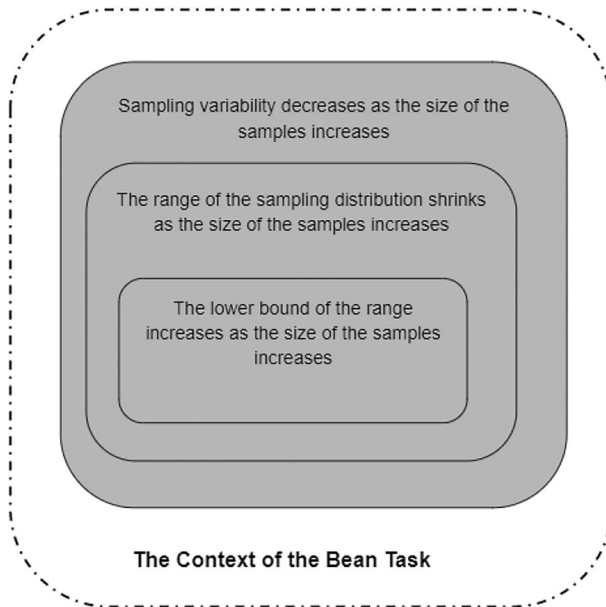 Sampling variability decreases as the size of the
samples increases
The range of the sampling distribution shrinks
as the size of the samples increases
The lower bound of the range
increases as the size of the samples
increases
The Context of the Bean Task